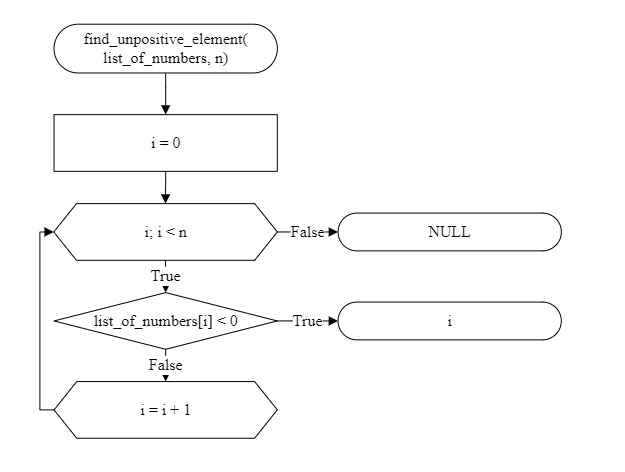 find_unpositive_element(
list_of_numbers, n)
i = 0
i; i < n
False
NULL
True
list_of_numbers[i] < 0
True
i
False
i = i + 1